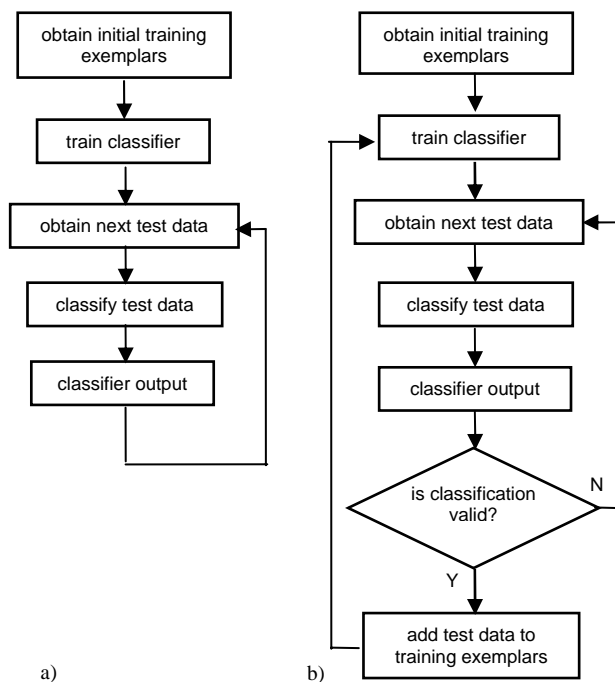 obtain initial training
exemplars
train classifier
obtain next test data
classify test data
classifier output
a)
obtain initial training
exemplars
train classifier
obtain next test data
classify test data
classifier output
is classification
valid?
N
Y
add test data to
training exemplars
b)